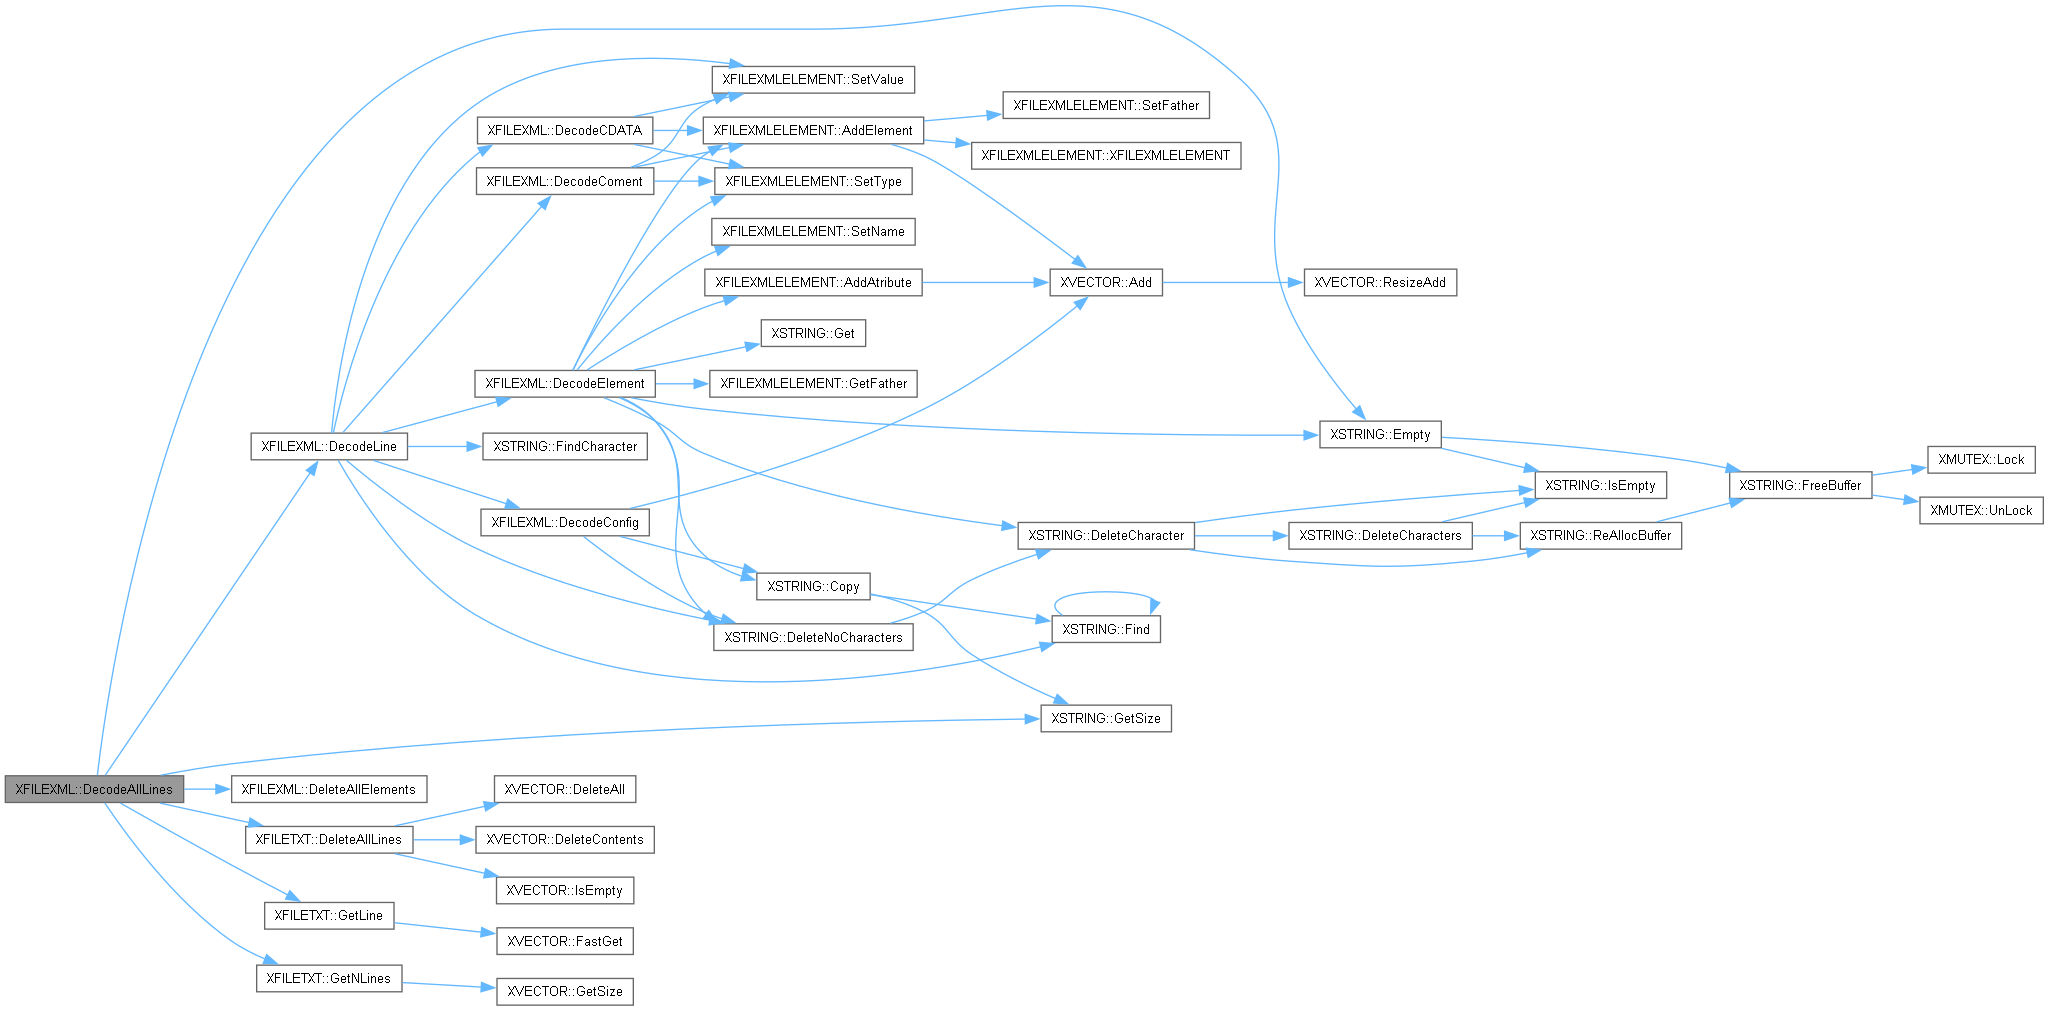 XFILEXMLELEMENT::SetValue
XFILEXMLELEMENT::SetFather
XFILEXML::DecodeCDATA
XFILEXMLELEMENT::AddElement
XFILEXMLELEMENT::XFILEXMLELEMENT
XFILEXML::DecodeComent
XFILEXMLELEMENT::SetType
XFILEXMLELEMENT::SetName
XFILEXMLELEMENT::AddAtribute
XVECTOR::Add
XVECTOR::ResizeAdd
XSTRING::Get
XFILEXML::DecodeElement
XFILEXMLELEMENT::GetFather
XSTRING::Empty
XFILEXML::DecodeLine
XSTRING::FindCharacter
XMUTEX::Lock
XSTRING::IsEmpty
XSTRING::FreeBuffer
XMUTEX::UnLock
XFILEXML::DecodeConfig
XSTRING::DeleteCharacter
XSTRING::DeleteCharacters
XSTRING::ReAllocBuffer
XSTRING::Copy
XSTRING::DeleteNoCharacters
XSTRING::Find
XSTRING::GetSize
XFILEXML::DecodeAllLines
XFILEXML::DeleteAllElements
XVECTOR::DeleteAll
XFILETXT::DeleteAllLines
XVECTOR::DeleteContents
XVECTOR::IsEmpty
XFILETXT::GetLine
XVECTOR::FastGet
XFILETXT::GetNLines
XVECTOR::GetSize